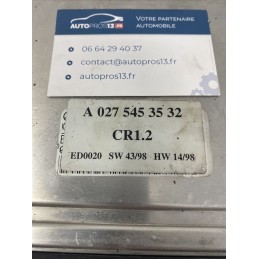 AUTOPROS13.FR
VOTRE PARTENAIRE
AUTOMOBILE
06 64 29 40 37
contact@autopros13.fr
autopros13.fr
A 027 545 35 32
CR1.2
ED0020 SW 43/98 HW 14/98